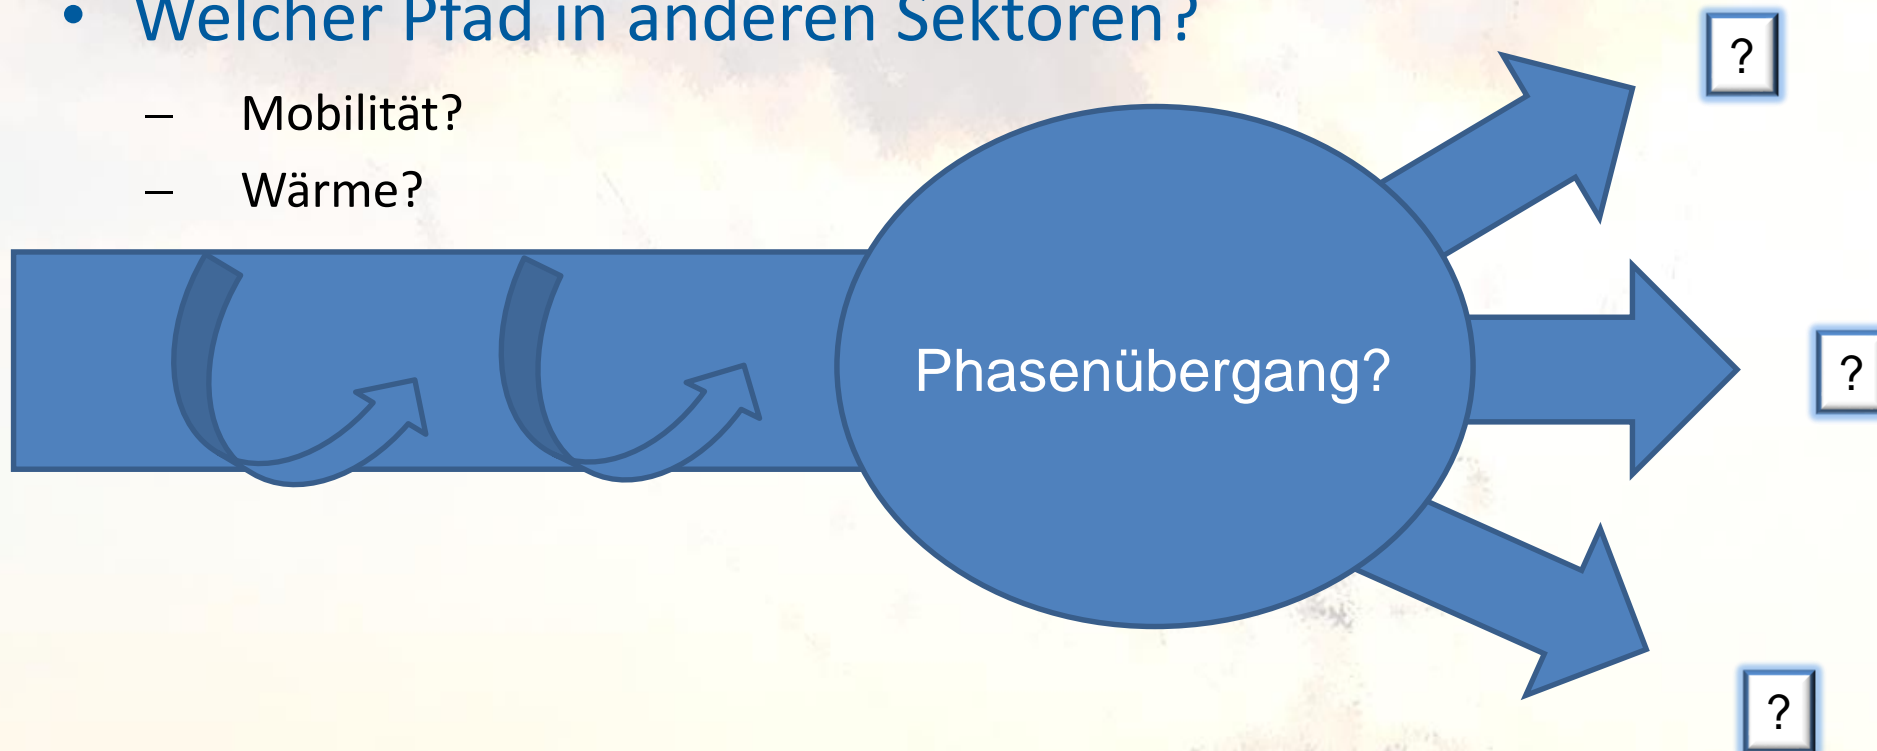 • Welcher Pfad in anderen Sektoren?
– Mobilität?
– Wärme?
?
Phasenübergang?
?
?